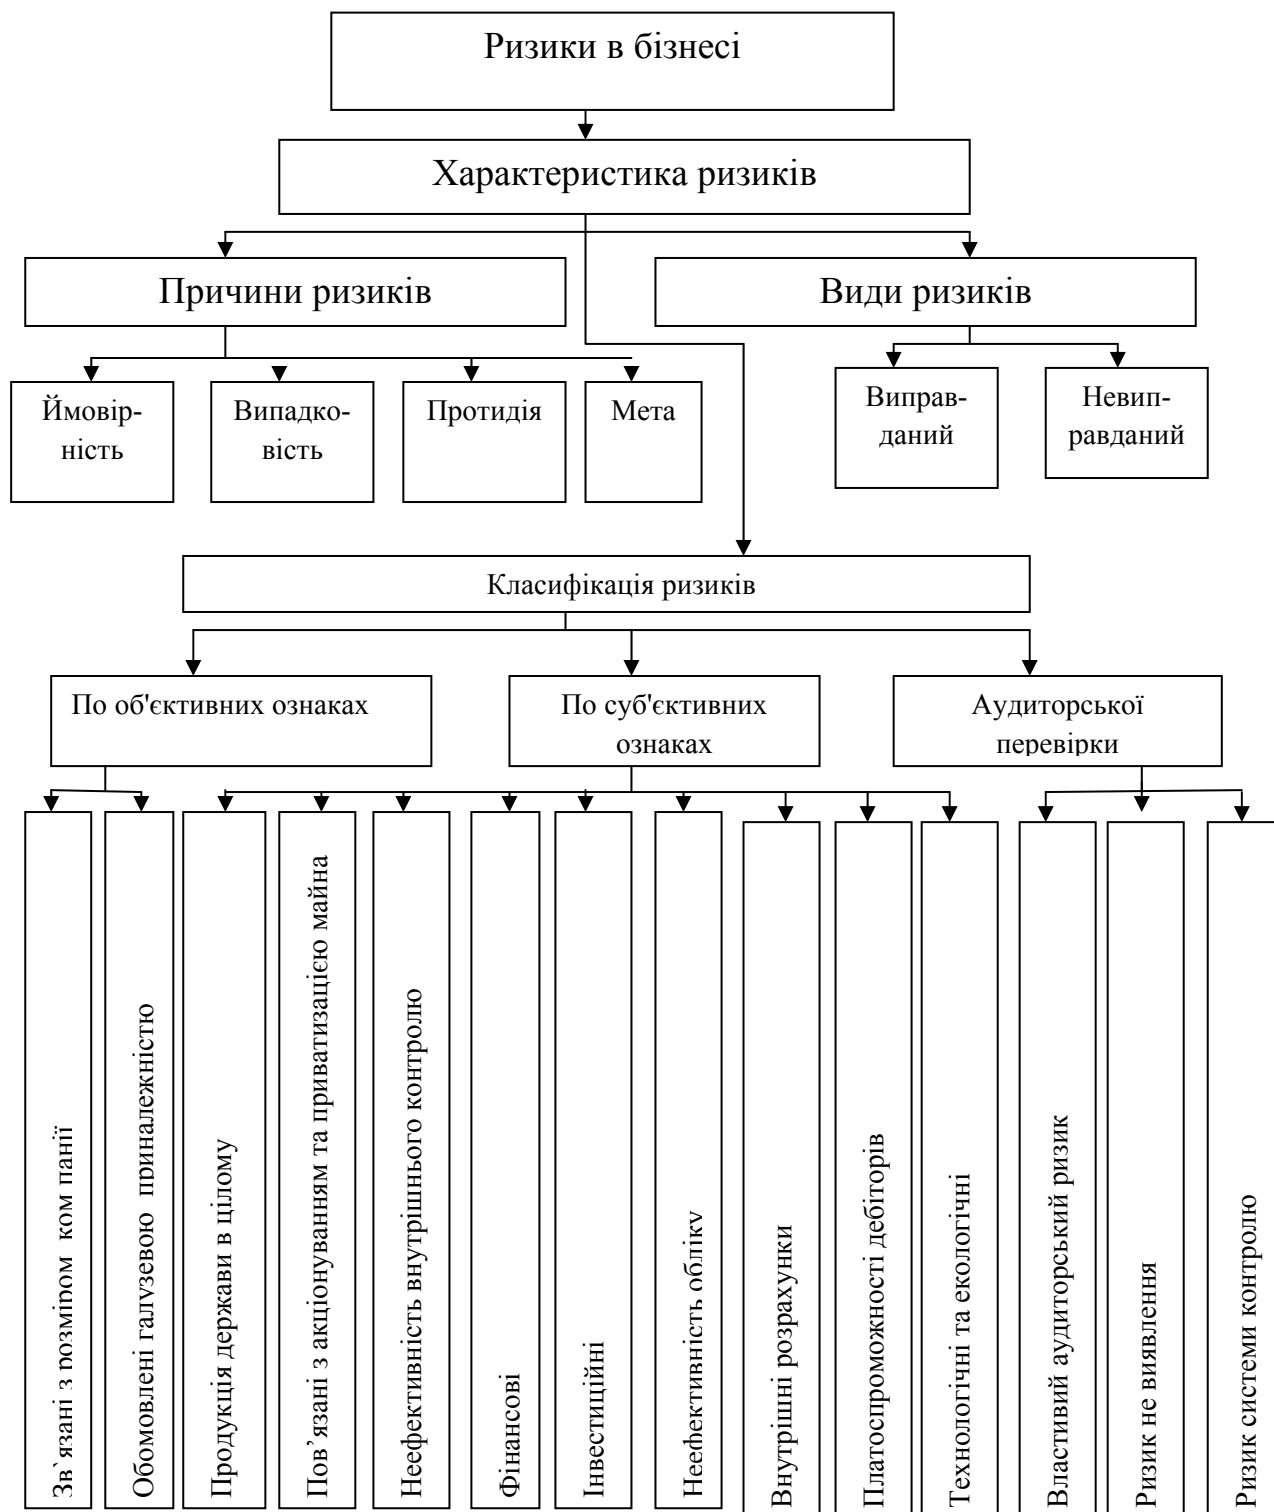 Ризики в бізнесі
Характеристика ризиків
Причини ризиків
Види ризиків
Ймовір-
ність
Випадко-
вість
Протидія
Мета
Виправ-
даний
Невип-
равданий
Класифікація ризиків
По об'єктивних ознаках
По суб'єктивних
ознаках
Аудиторської
перевірки
Зв`язані з розміром ком панії
Обомовлені галузевою приналежністю
Продукція держави в цілому
Пов’язані з акціонуванням та приватизацією майна
Неефективність внутрішнього контролю
Фінансові
Інвестиційні
Неефективність обліку
Внутрішні розрахунки
Платоспроможності дебіторів
Технологічні та екологічні
Властивий аудиторський ризик
Ризик не виявлення
Ризик системи контролю